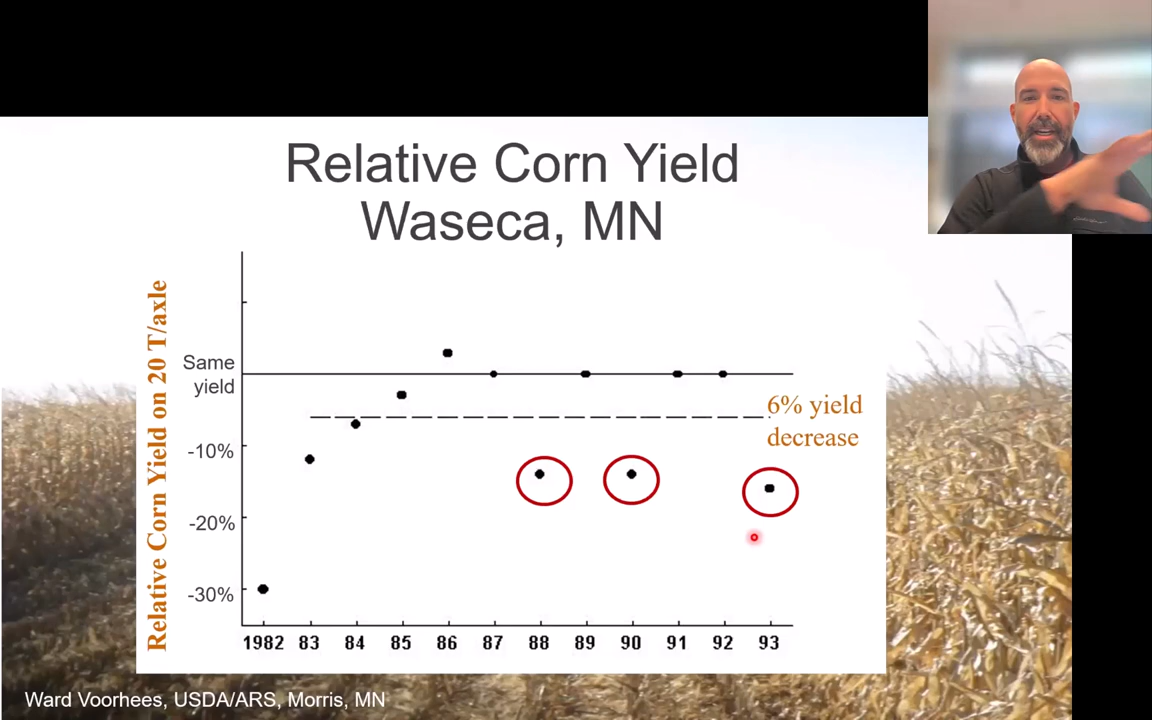 Relative Corn Yield
Waseca, MN
Relative Corn Yield on 20 T/axle
Same
yield
-10%
-20%
-30%
6% yield
decrease
1982 83 84 85 86 87 88 89 90 91 92 93
Ward Voorhees, USDA/ARS, Morris, MN